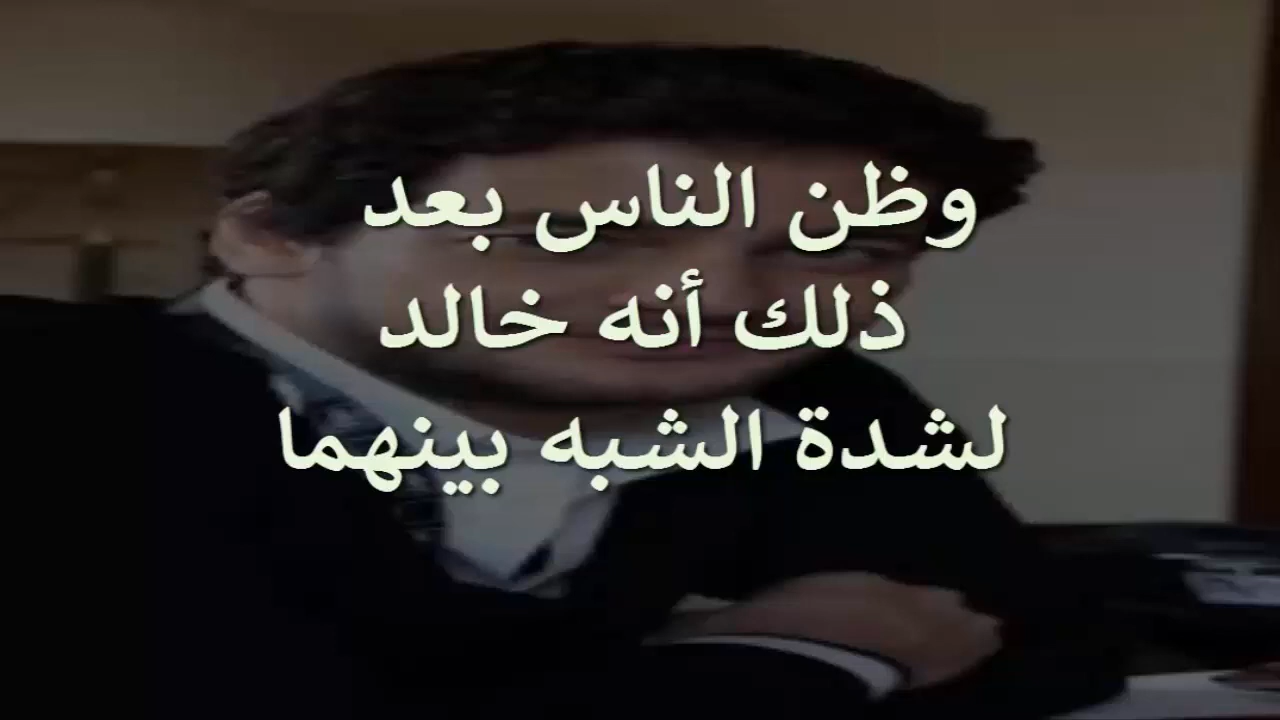 وظن الناس بعد
ذلك أنه خالد
لشدة الشبه بينهما